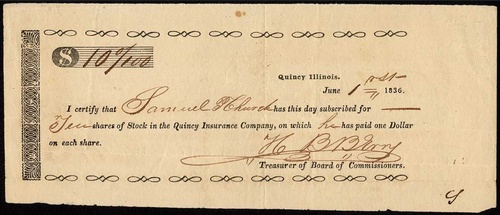 $ 10 0/100
Quincy Illinois.
June 1rst 1836.
I certify that Samuel Church has this day subscribed for
Ten shares of Stock in the Quincy Insurance Company, on which he has paid one Dollar
on each share.
H B
Treasurer of Board of Commissioners.